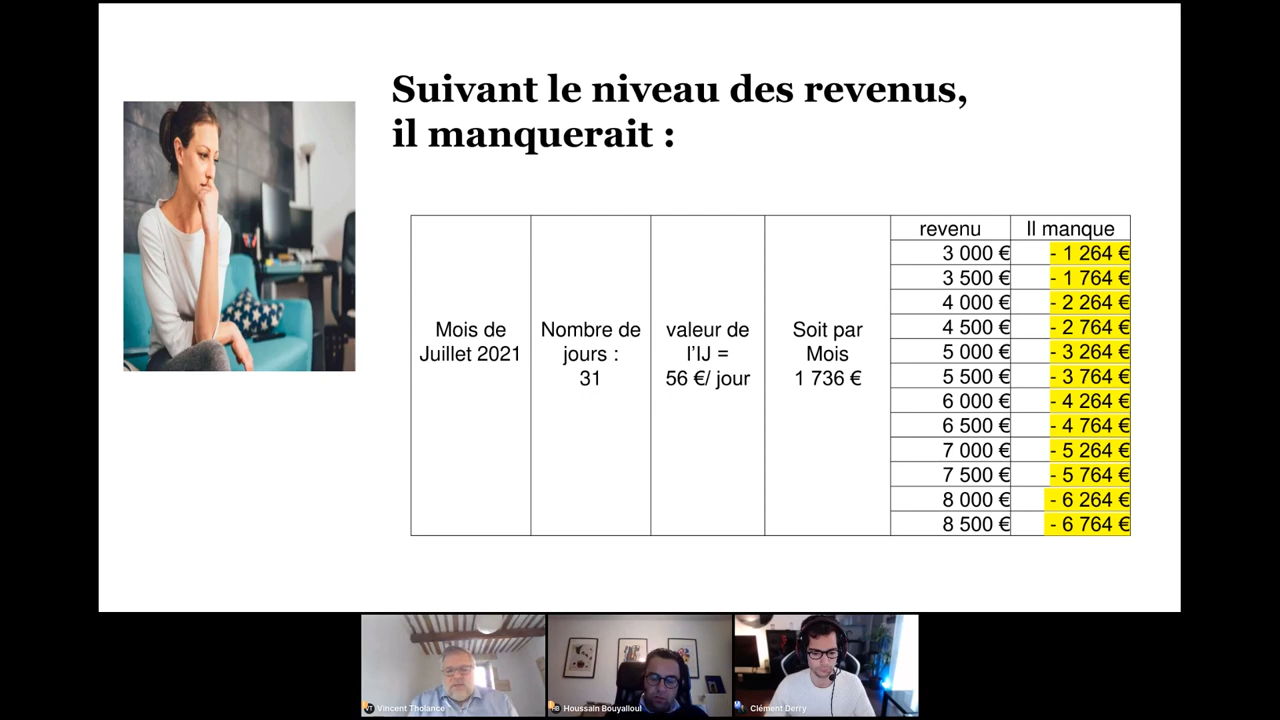 Suivant le niveau des revenus,
il manquerait :
Mois de
Juillet 2021
Nombre de
jours :
31
valeur de
l'IJ =
56 €/ jour
Soit par
Mois
1 736 €
revenu Il manque
3 000 € - 1 264 €
3 500 € - 1 764 €
4 000 € - 2 264 €
4 500 € - 2 764 €
5 000 € - 3 264 €
5 500 € - 3 764 €
6 000 € - 4 264 €
6 500 € - 4 764 €
7 000 € - 5 264 €
7 500 € - 5 764 €
8 000 € - 6 264 €
8 500 € - 6 764 €
VT Vincent Tholance
HB Houssain Bouyalloul
Clément Derry